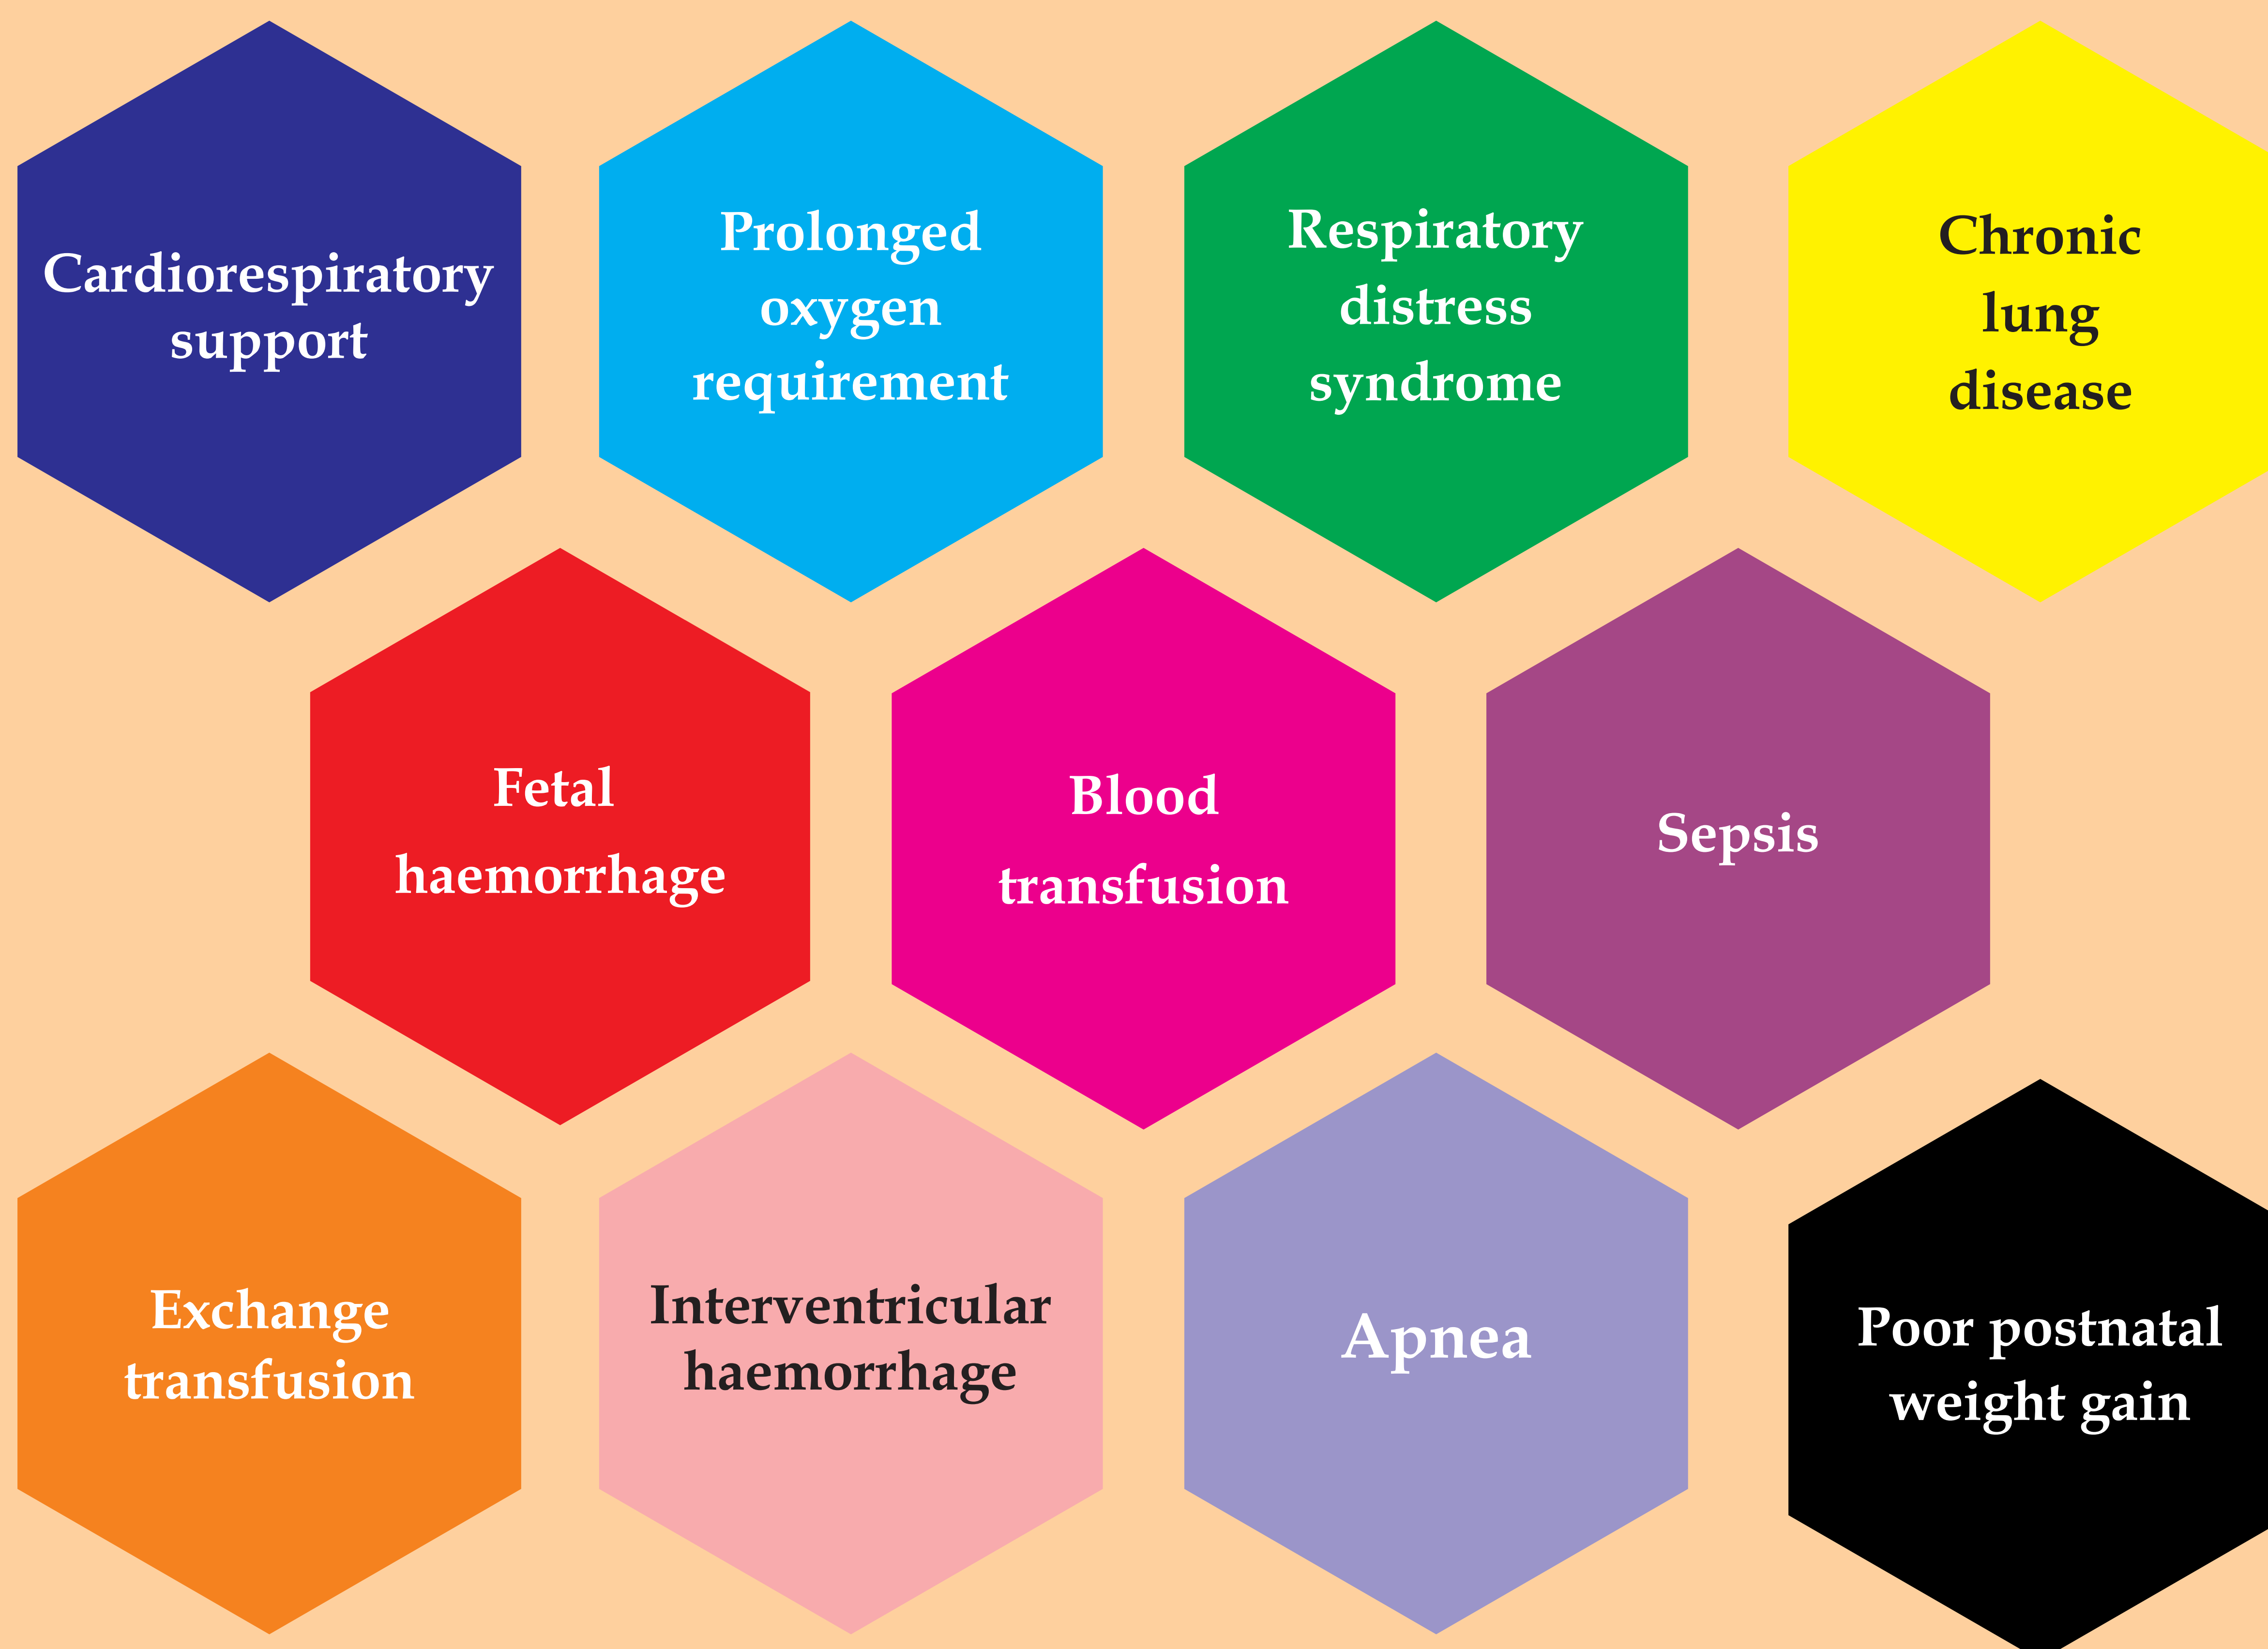 Cardiorespiratory
support
Prolonged
oxygen
requirement
Respiratory
distress
syndrome
Chronic
lung
disease
Fetal
haemorrhage
Blood
transfusion
Sepsis
Exchange
transfusion
Interventricular
haemorrhage
Apnea
Poor postnatal
weight gain